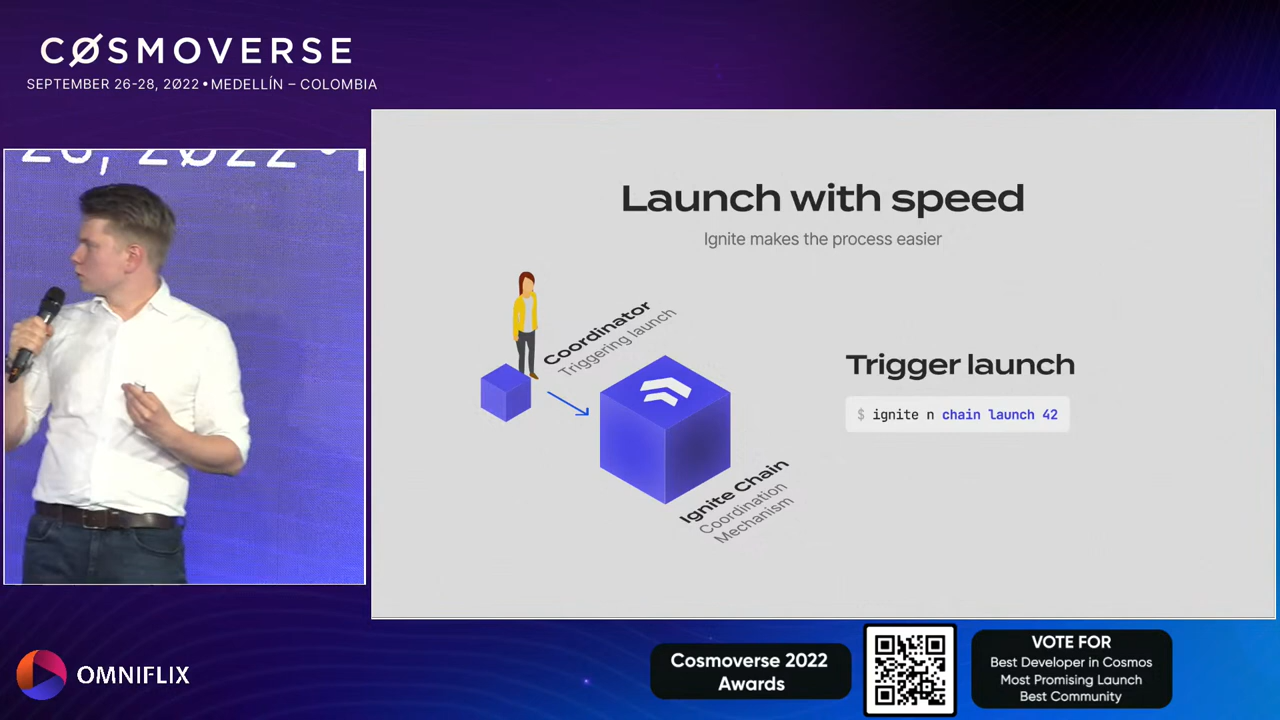 CØSMOVERSE
SEPTEMBER 26-28, 2Ø22 • MEDELLÍN – COLOMBIA
28, 2Ø22 •
Launch with speed
Ignite makes the process easier
Coordinator
Triggering launch
Ignite Chain
Coordination
Mechanism
Trigger launch
$ ignite n chain launch 42
OMNIFLIX
Cosmoverse 2022
Awards
VOTE FOR
Best Developer in Cosmos
Most Promising Launch
Best Community